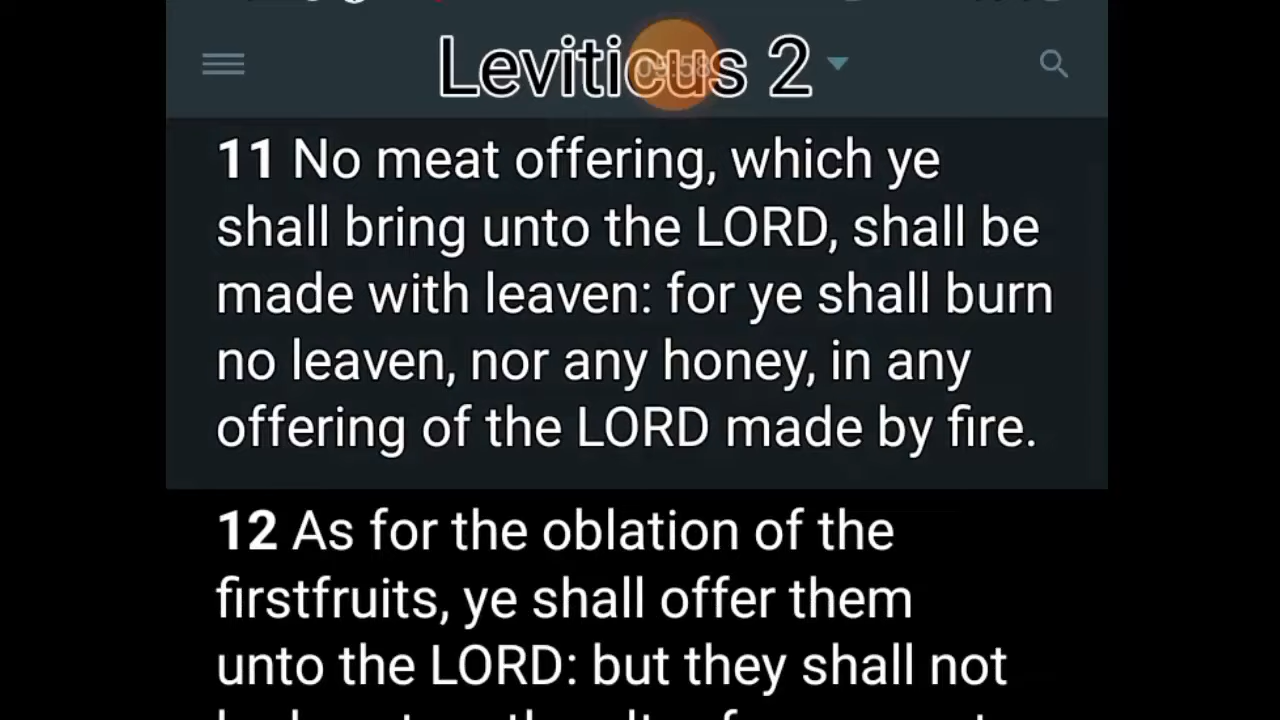 Leviticus 2
05:58
11 No meat offering, which ye
shall bring unto the LORD, shall be
made with leaven: for ye shall burn
no leaven, nor any honey, in any
offering of the LORD made by fire.
12 As for the oblation of the
firstfruits, ye shall offer them
unto the LORD: but they shall not